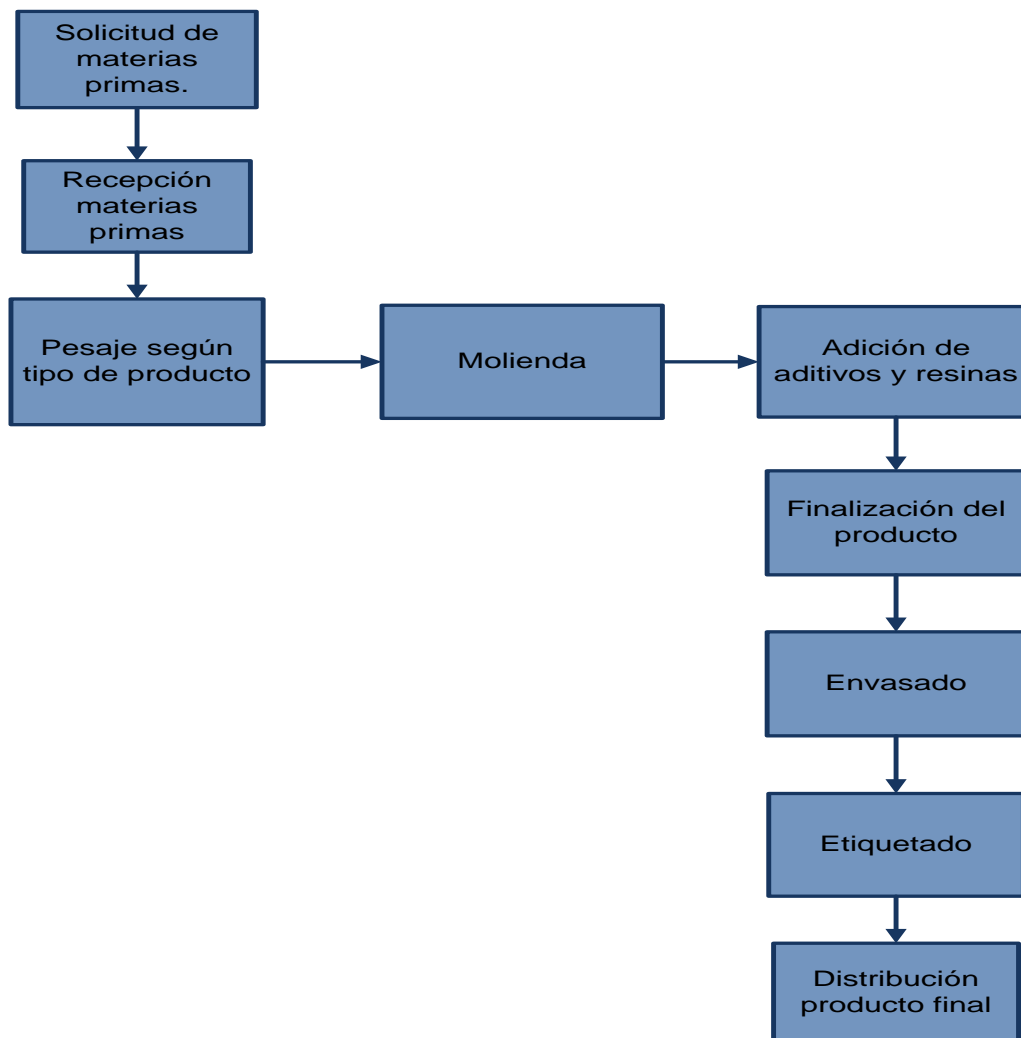 Solicitud de
materias
primas.
Recepción
materias
primas
Pesaje según
tipo de producto
Molienda
Adición de
aditivos y resinas
Finalización del
producto
Envasado
Etiquetado
Distribución
producto final